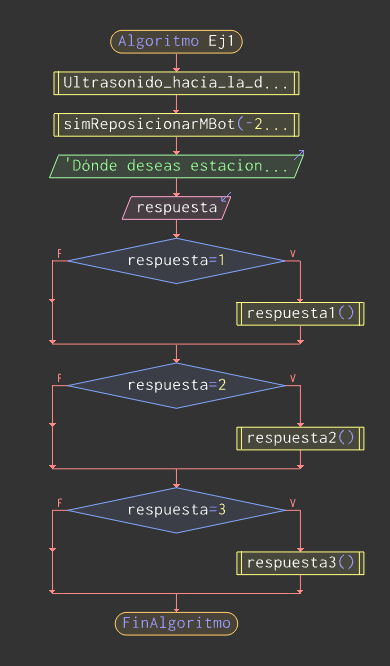 Algoritmo Ej1
Ultrasonido_hacia_la_d...
simReposicionarMBot(-2...
'Dónde deseas estacion...
respuesta
F respuesta=1 V
respuesta1()
F respuesta=2 V
respuesta2()
F respuesta=3 V
respuesta3()
FinAlgoritmo